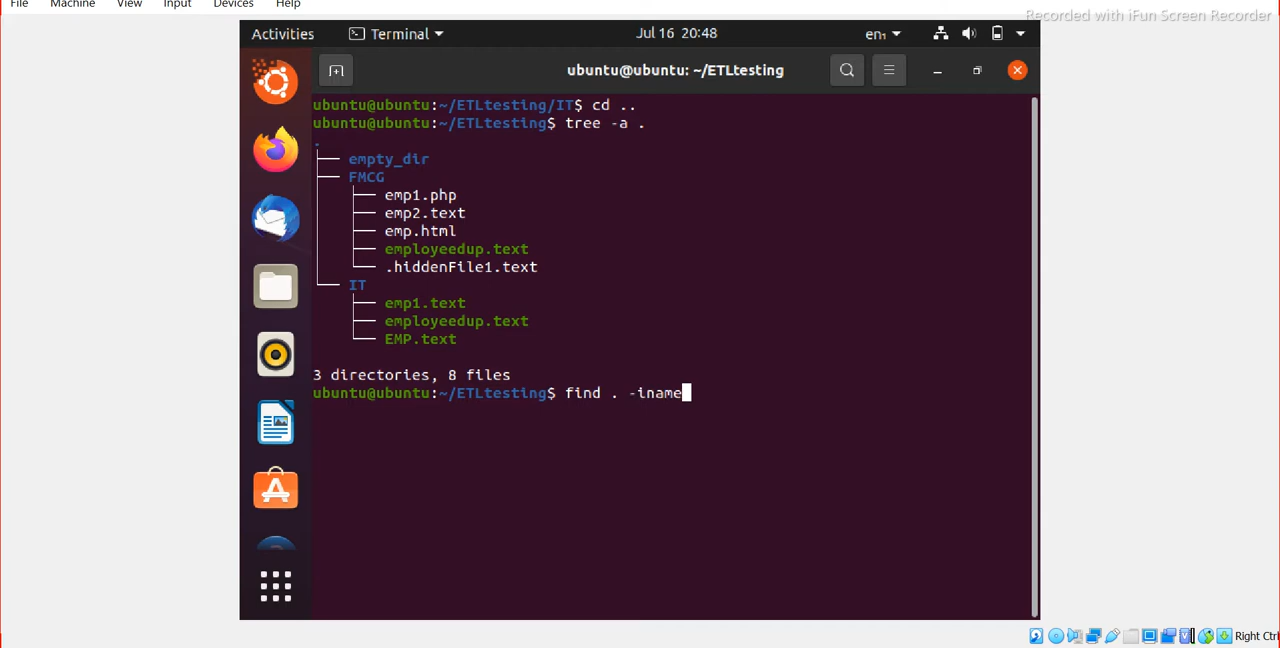 File Machine View Input Devices Help
Recorded with iFun Screen Recorder
Activities Terminal Jul 16 20:48 en₁
ubuntu@ubuntu: ~/ETLtesting
ubuntu@ubuntu:~/ETLtesting/IT$ cd ..
ubuntu@ubuntu:~/ETLtesting$ tree -a .
.
├── empty_dir
├── FMCG
│   ├── emp1.php
│   ├── emp2.text
│   ├── emp.html
│   ├── employeedup.text
│   └── .hiddenFile1.text
└── IT
    ├── emp1.text
    ├── employeedup.text
    └── EMP.text
3 directories, 8 files
ubuntu@ubuntu:~/ETLtesting$ find . -iname
Right Ctrl